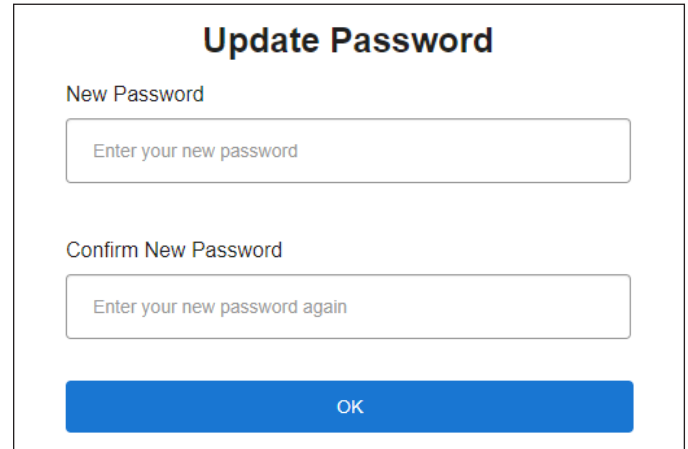 Update Password
New Password
Enter your new password
Confirm New Password
Enter your new password again
OK